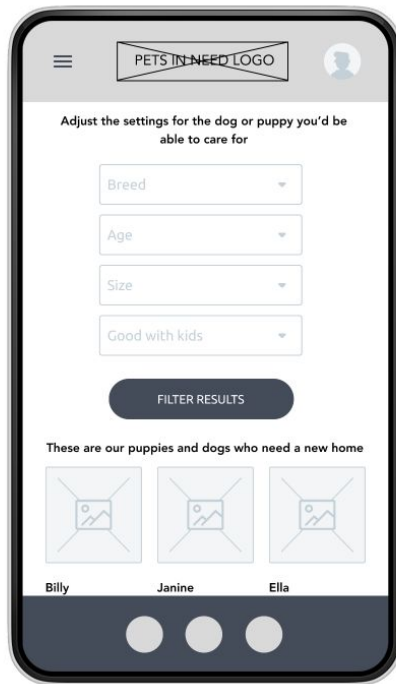 PETS IN NEED LOGO
Adjust the settings for the dog or puppy you'd be
able to care for
Breed
Age
Size
Good with kids
FILTER RESULTS
These are our puppies and dogs who need a new home
Billy Janine Ella